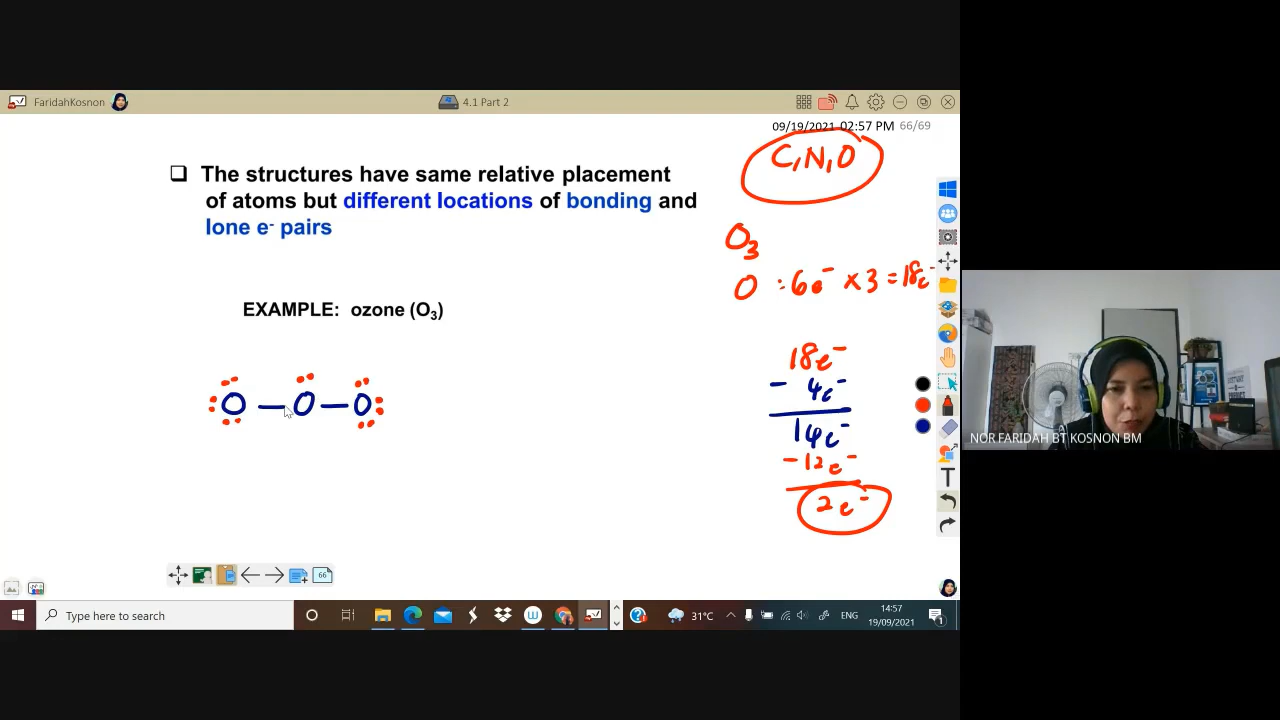 FaridahKosnon
4.1 Part 2
09/19/2021 02:57 PM 66/69
C, N, O
❑ The structures have same relative placement
of atoms but different locations of bonding and
lone e- pairs
O3
O : 6e- × 3 = 18e-
EXAMPLE: ozone (O3)
18e-
- 4e-
14e-
-12e-
2e-
O — O — O
NOR FARIDAH BT KOSNON BM
T
66
Type here to search
31°C
ENG
14:57
19/09/2021
1